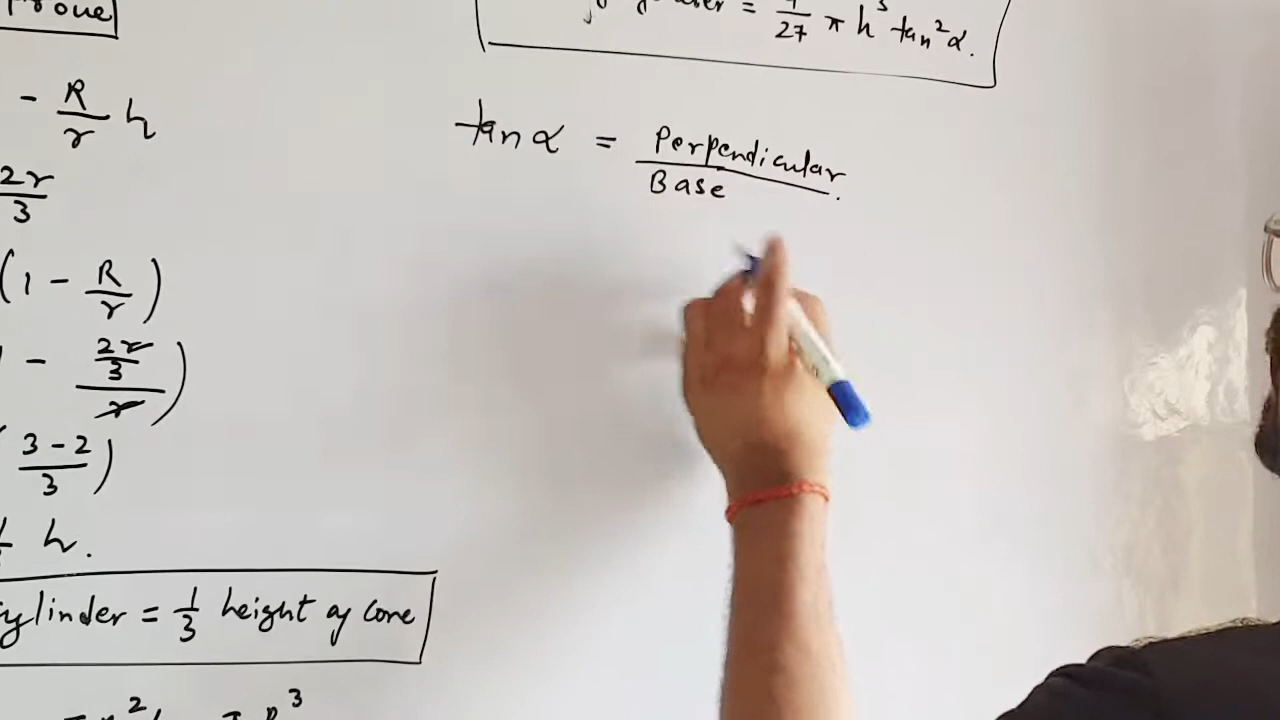 Prove
- R/r h
2r/3
(1 - R/r)
- (2r/3)/r)
(3-2/3)
h.
cylinder = 1/3 height of cone
= 4/27 π h³ tan²α.
tan α = Perpendicular/Base.